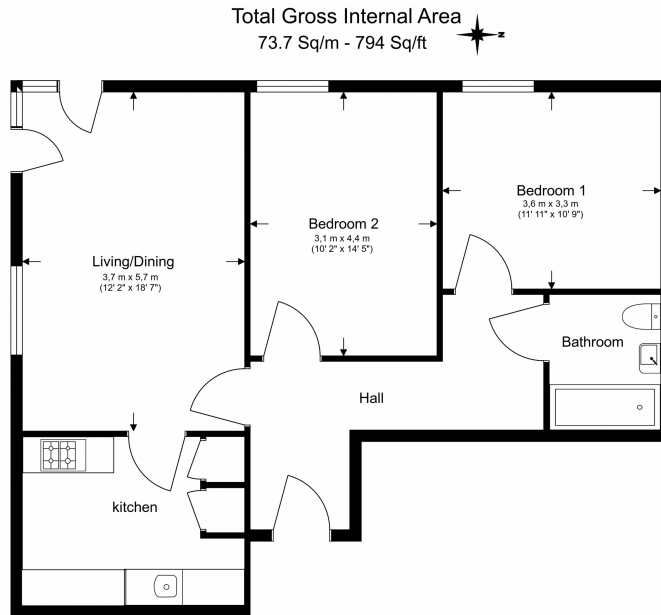 Total Gross Internal Area
73.7 Sq/m - 794 Sq/ft
N
Bedroom 1
3,6 m x 3,3 m
(11' 11" x 10' 9")
Bedroom 2
3,1 m x 4,4 m
(10' 2" x 14' 5")
Living/Dining
3,7 m x 5,7 m
(12' 2" x 18' 7")
Bathroom
Hall
kitchen